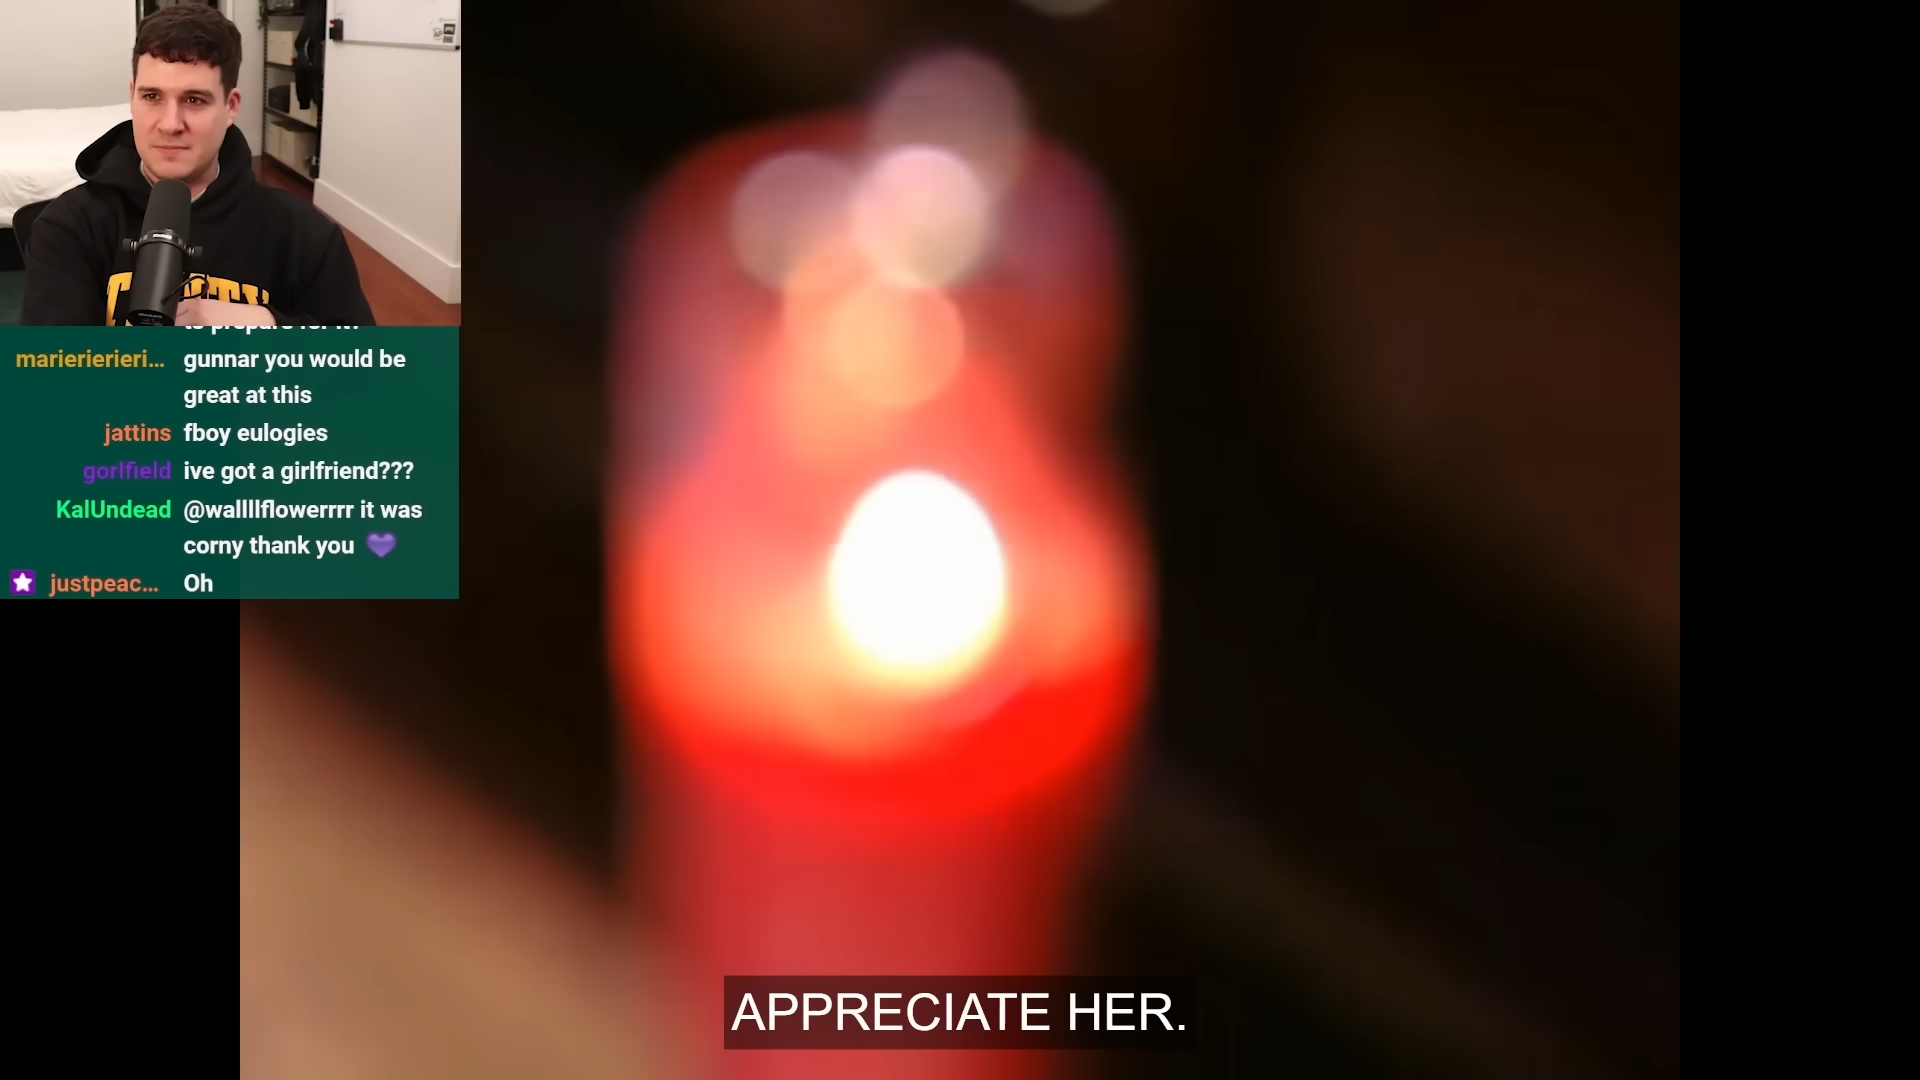 marierierieri… gunnar you would be
great at this
jattins fboy eulogies
gorlfield ive got a girlfriend???
KalUndead @wallllflowerrrr it was
corny thank you 💜
justpeac… Oh
APPRECIATE HER.